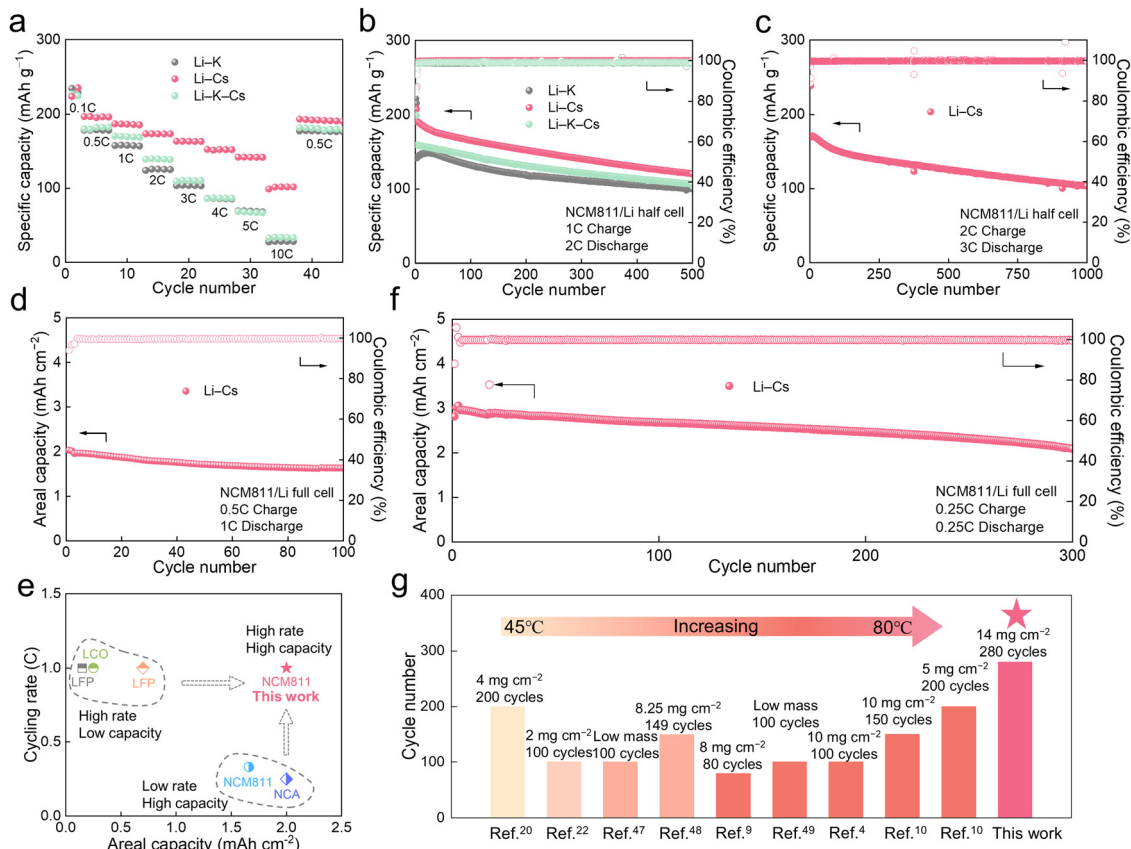 a
300
200
100
0
Specific capacity (mAh g⁻¹)
0
10
20
30
40
Cycle number
Li–K
Li–Cs
Li–K–Cs
0.1C
0.5C
1C
2C
3C
4C
5C
10C
0.5C
b
300
200
100
0
Specific capacity (mAh g⁻¹)
0
100
200
300
400
500
Cycle number
100
80
60
40
20
0
Coulombic efficiency (%)
Li–K
Li–Cs
Li–K–Cs
NCM811/Li half cell
1C Charge
2C Discharge
c
300
200
100
0
Specific capacity (mAh g⁻¹)
0
250
500
750
1000
Cycle number
100
80
60
40
20
0
Coulombic efficiency (%)
Li–Cs
NCM811/Li half cell
2C Charge
3C Discharge
d
5
4
3
2
1
0
Areal capacity (mAh cm⁻²)
0
20
40
60
80
100
Cycle number
100
80
60
40
20
0
Coulombic efficiency (%)
Li–Cs
NCM811/Li full cell
0.5C Charge
1C Discharge
f
5
4
3
2
1
0
Areal capacity (mAh cm⁻²)
0
100
200
300
Cycle number
100
80
60
40
20
0
Coulombic efficiency (%)
Li–Cs
NCM811/Li full cell
0.25C Charge
0.25C Discharge
e
1.5
1.0
0.5
0.0
Cycling rate (C)
0.0
0.5
1.0
1.5
2.0
2.5
Areal capacity (mAh cm⁻²)
LCO
LFP
LFP
High rate
Low capacity
High rate
High capacity
NCM811
This work
Low rate
High capacity
NCM811
NCA
g
400
300
200
100
0
Cycle number
45℃
Increasing
80℃
4 mg cm⁻²
200 cycles
2 mg cm⁻²
100 cycles
Low mass
100 cycles
8.25 mg cm⁻²
149 cycles
8 mg cm⁻²
80 cycles
Low mass
100 cycles
10 mg cm⁻²
100 cycles
10 mg cm⁻²
150 cycles
5 mg cm⁻²
200 cycles
14 mg cm⁻²
280 cycles
Ref.²⁰
Ref.²²
Ref.⁴⁷
Ref.⁴⁸
Ref.⁹
Ref.⁴⁹
Ref.⁴
Ref.¹⁰
Ref.¹⁰
This work